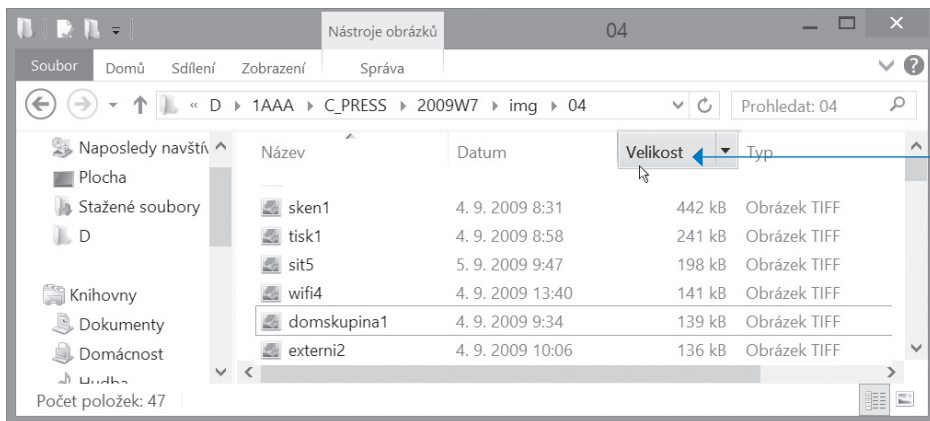 Nástroje obrázků 04
Soubor Domů Sdílení Zobrazení Správa
« D 1AAA C_PRESS 2009W7 img 04 Prohledat: 04
Naposledy navštív
Plocha
Stažené soubory
D
Knihovny
Dokumenty
Domácnost
Hudba
Název Datum Velikost Typ
sken1 4. 9. 2009 8:31 442 kB Obrázek TIFF
tisk1 4. 9. 2009 8:58 241 kB Obrázek TIFF
sit5 5. 9. 2009 9:47 198 kB Obrázek TIFF
wifi4 4. 9. 2009 13:40 141 kB Obrázek TIFF
domskupina1 4. 9. 2009 9:34 139 kB Obrázek TIFF
externi2 4. 9. 2009 10:06 136 kB Obrázek TIFF
Počet položek: 47